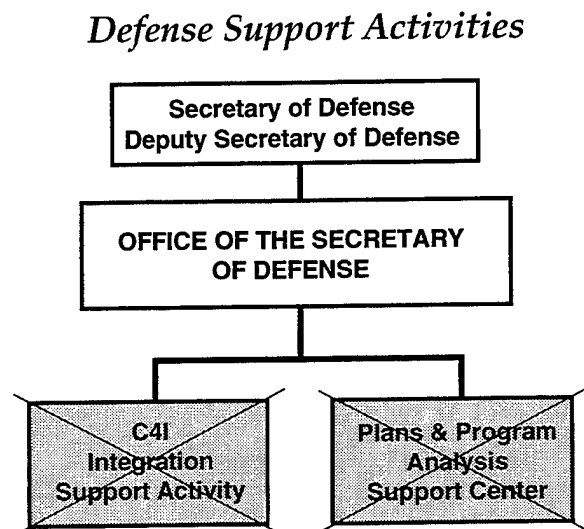 Defense Support Activities
Secretary of Defense
Deputy Secretary of Defense
OFFICE OF THE SECRETARY
OF DEFENSE
C4I
Integration
Support Activity
Plans & Program
Analysis
Support Center